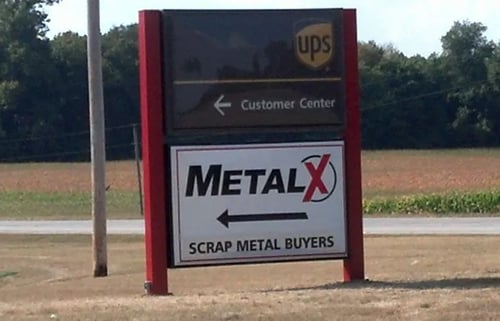 ups
Customer Center
METALX
SCRAP METAL BUYERS